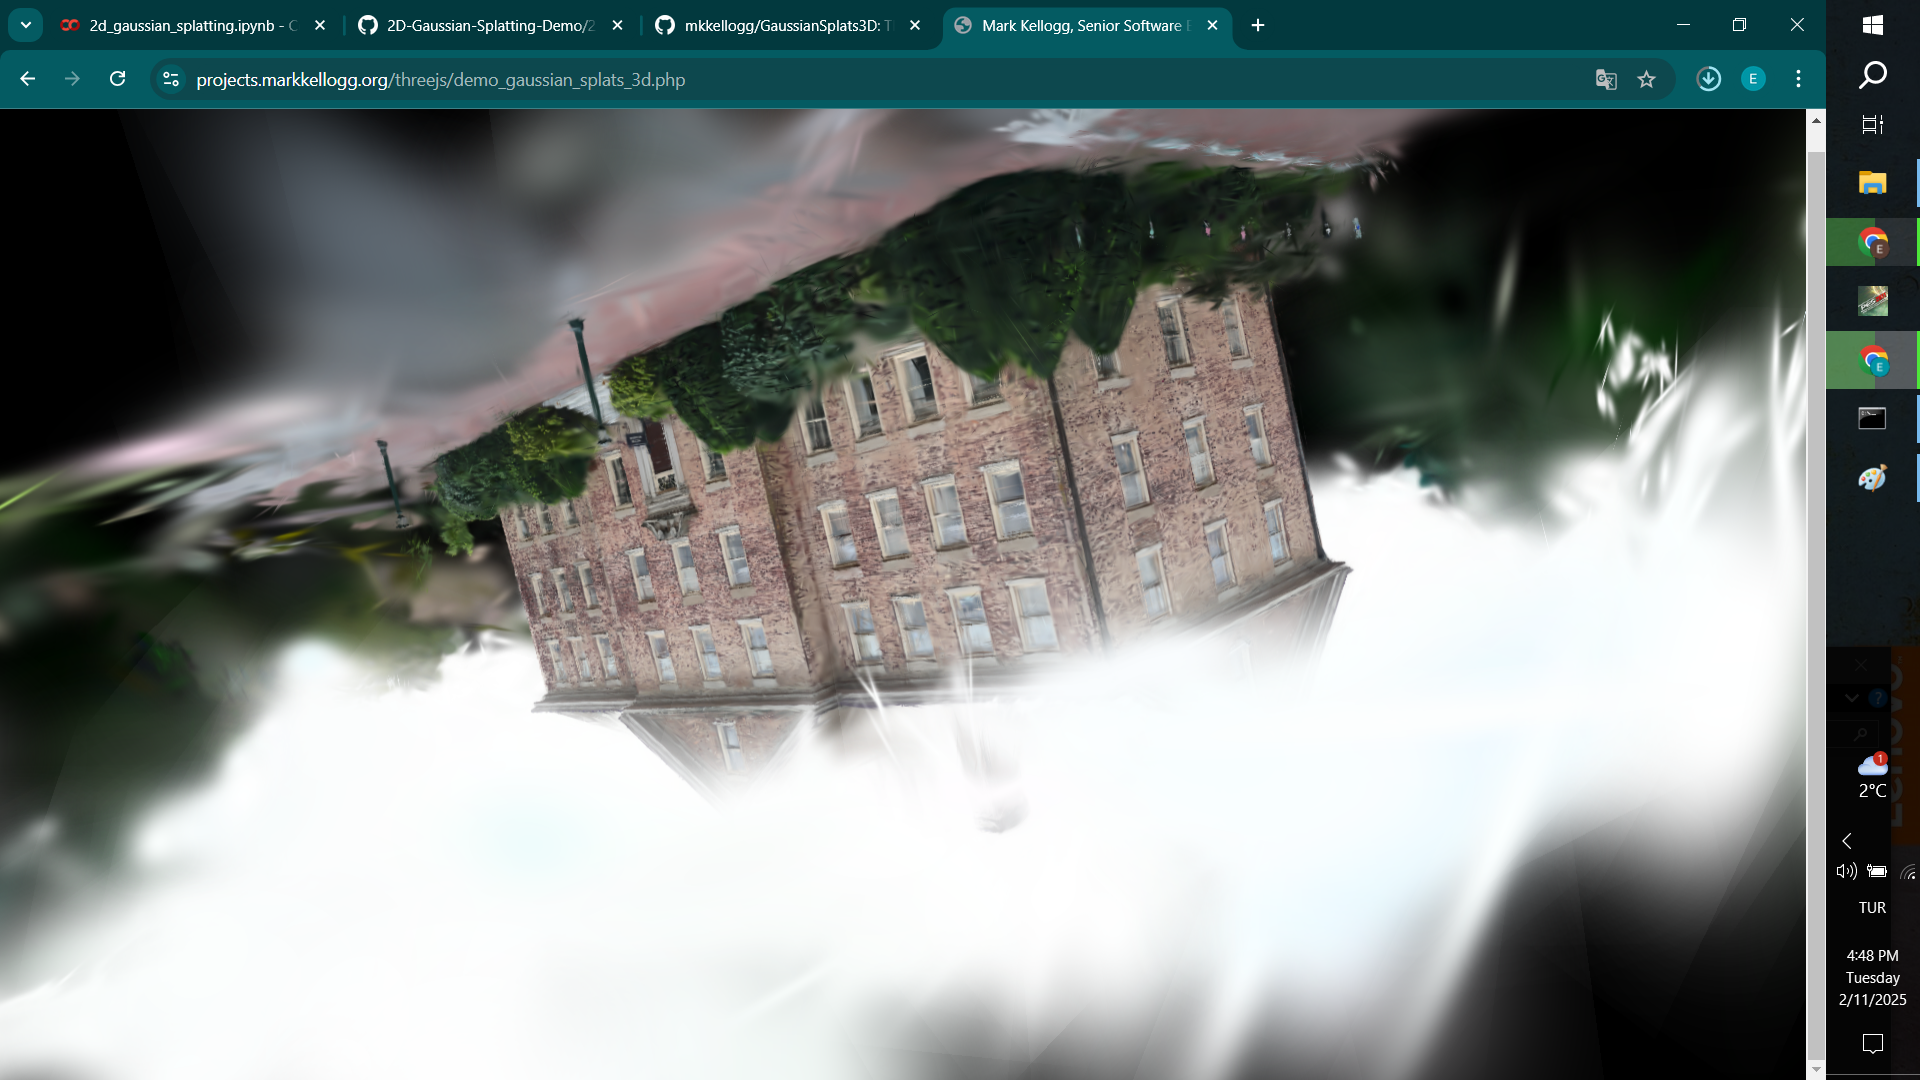 2d_gaussian_splatting.ipynb - C
2D-Gaussian-Splatting-Demo/2
mkkellogg/GaussianSplats3D: T
Mark Kellogg, Senior Software E
projects.markkellogg.org/threejs/demo_gaussian_splats_3d.php
E
E
E
1
2°C
TUR
4:48 PM
Tuesday
2/11/2025